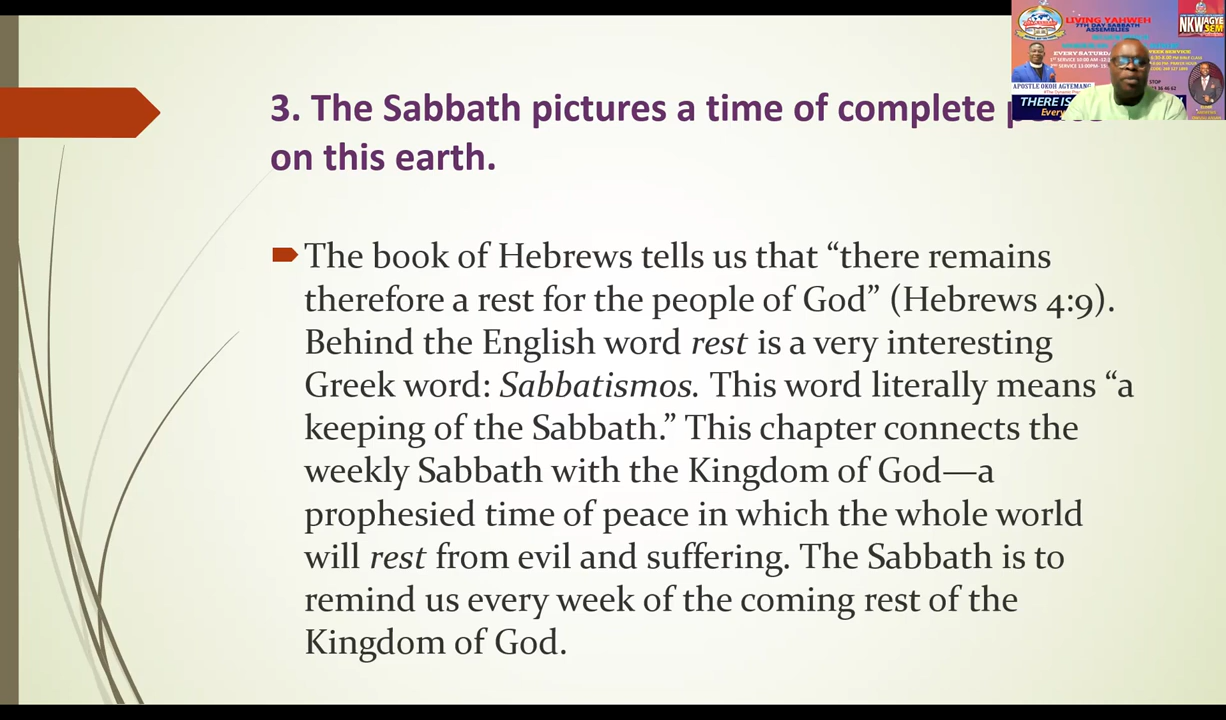 3. The Sabbath pictures a time of complete
on this earth.
The book of Hebrews tells us that “there remains
therefore a rest for the people of God” (Hebrews 4:9).
Behind the English word rest is a very interesting
Greek word: Sabbatismos. This word literally means “a
keeping of the Sabbath.” This chapter connects the
weekly Sabbath with the Kingdom of God—a
prophesied time of peace in which the whole world
will rest from evil and suffering. The Sabbath is to
remind us every week of the coming rest of the
Kingdom of God.
LIVING YAHWEH
7TH DAY SABBATH
ASSEMBLIES
APOSTLE OKOH AGYEMANG
THERE IS
NKWAGYE
SEM